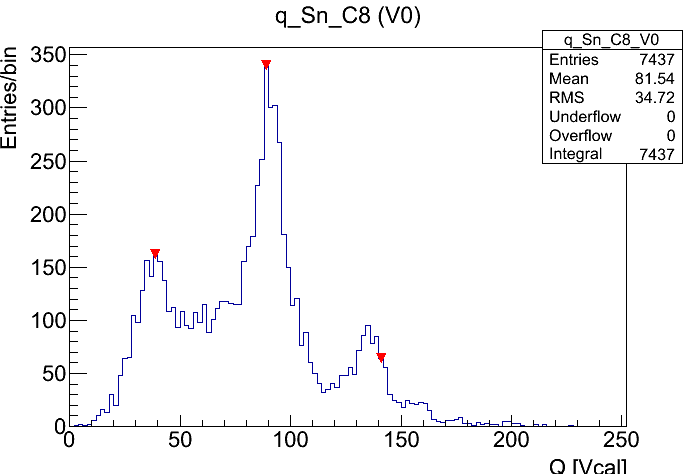 q_Sn_C8 (V0)
q_Sn_C8_V0
Entries 7437
Mean 81.54
RMS 34.72
Underflow 0
Overflow 0
Integral 7437
Entries/bin
350
300
250
200
150
100
50
0
0 50 100 150 200 250
Q [Vcal]